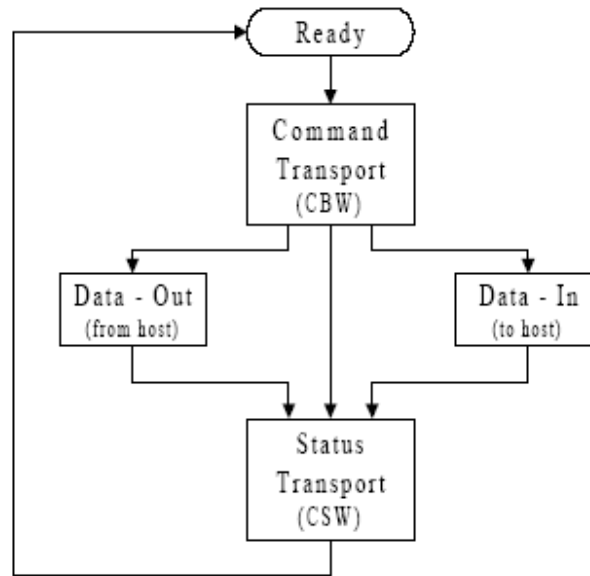 Ready
Command
Transport
(CBW)
Data - Out
(from host)
Data - In
(to host)
Status
Transport
(CSW)